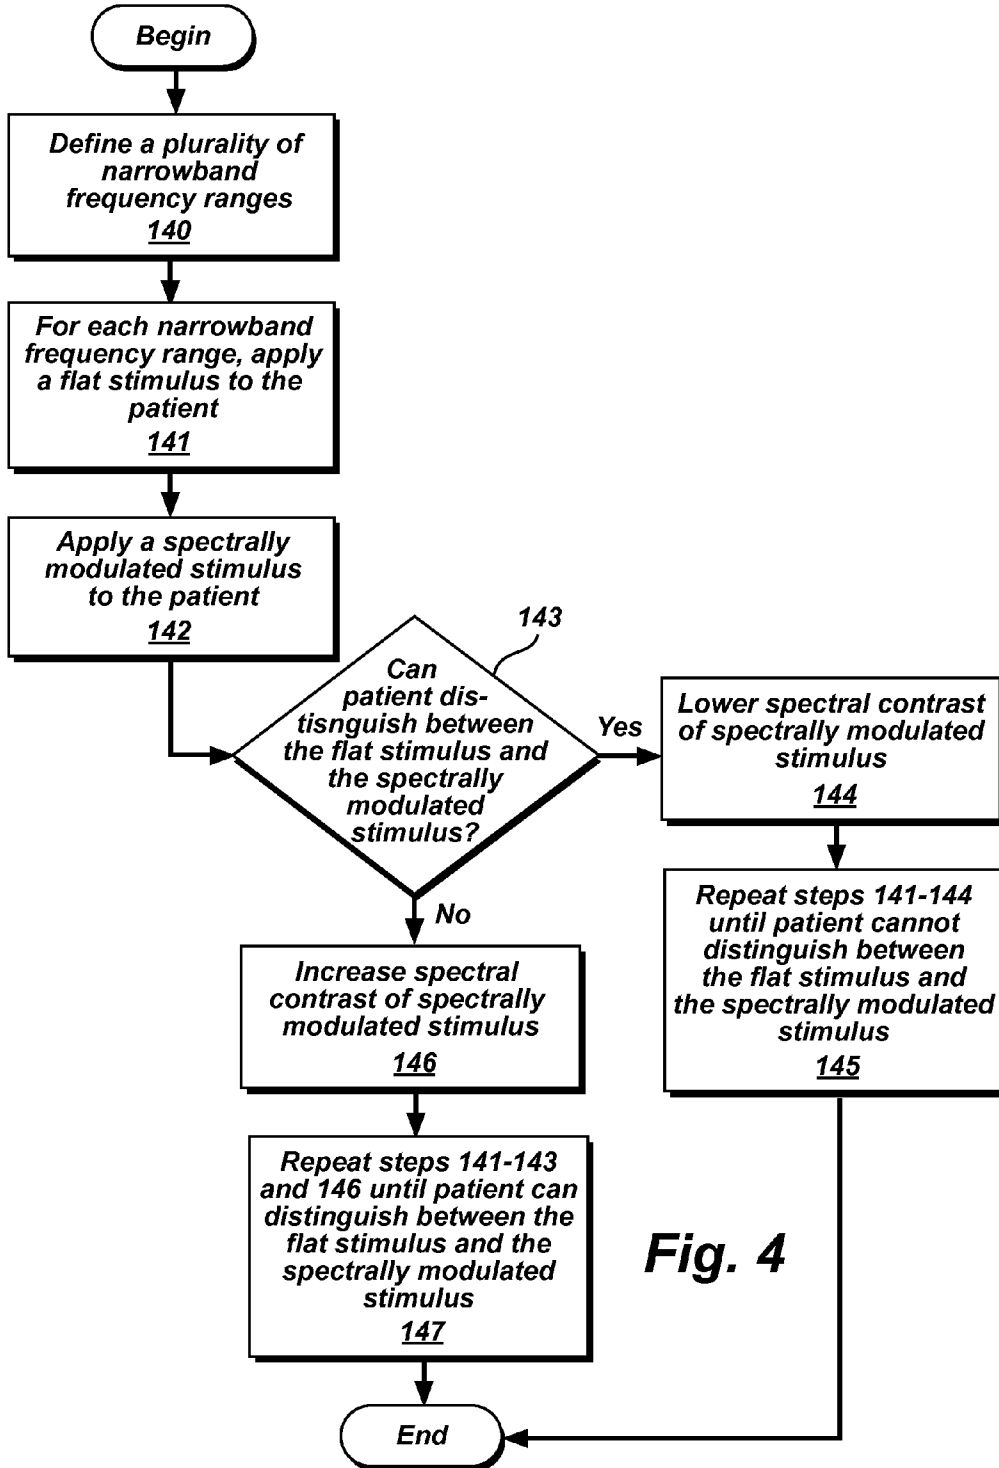 Begin
Define a plurality of
narrowband
frequency ranges
140
For each narrowband
frequency range, apply
a flat stimulus to the
patient
141
Apply a spectrally
modulated stimulus
to the patient
142
143
Can
patient dis-
tisnguish between
the flat stimulus and
the spectrally
modulated
stimulus?
Yes
Lower spectral contrast
of spectrally modulated
stimulus
144
Repeat steps 141-144
until patient cannot
distinguish between
the flat stimulus and
the spectrally modulated
stimulus
145
No
Increase spectral
contrast of spectrally
modulated stimulus
146
Repeat steps 141-143
and 146 until patient can
distinguish between the
flat stimulus and the
spectrally modulated
stimulus
147
Fig. 4
End